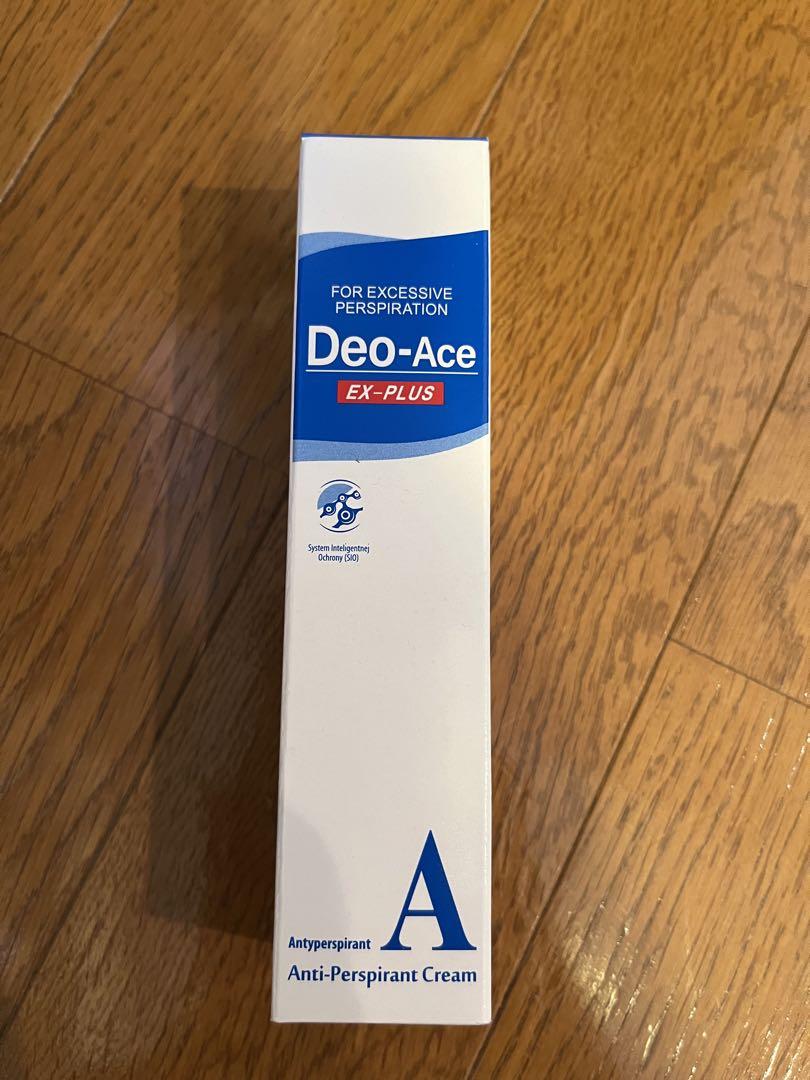 FOR EXCESSIVE
PERSPIRATION
Deo-Ace
EX-PLUS
System Inteligentnej
Ochrony (SIO)
A
Antyperspirant
Anti-Perspirant Cream